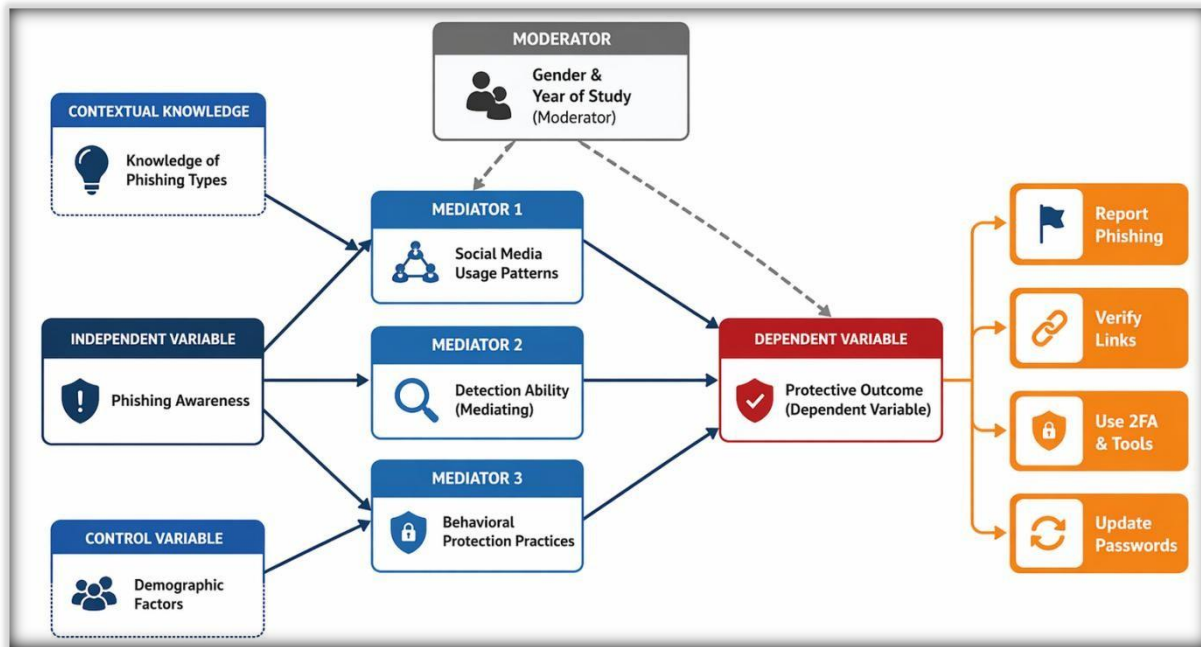 MODERATOR
Gender &
Year of Study
(Moderator)
CONTEXTUAL KNOWLEDGE
Knowledge of
Phishing Types
INDEPENDENT VARIABLE
Phishing Awareness
CONTROL VARIABLE
Demographic
Factors
MEDIATOR 1
Social Media
Usage Patterns
MEDIATOR 2
Detection Ability
(Mediating)
MEDIATOR 3
Behavioral
Protection Practices
DEPENDENT VARIABLE
Protective Outcome
(Dependent Variable)
Report
Phishing
Verify
Links
Use 2FA
& Tools
Update
Passwords